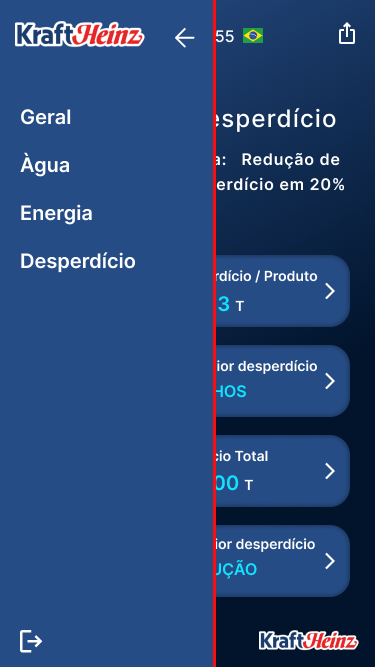 KraftHeinz
55
Geral
Àgua
Energia
Desperdício
esperdício
a: Redução de
erdício em 20%
rdício / Produto
3 T
ior desperdício
HOS
cio Total
00 T
ior desperdício
UÇÃO
KraftHeinz